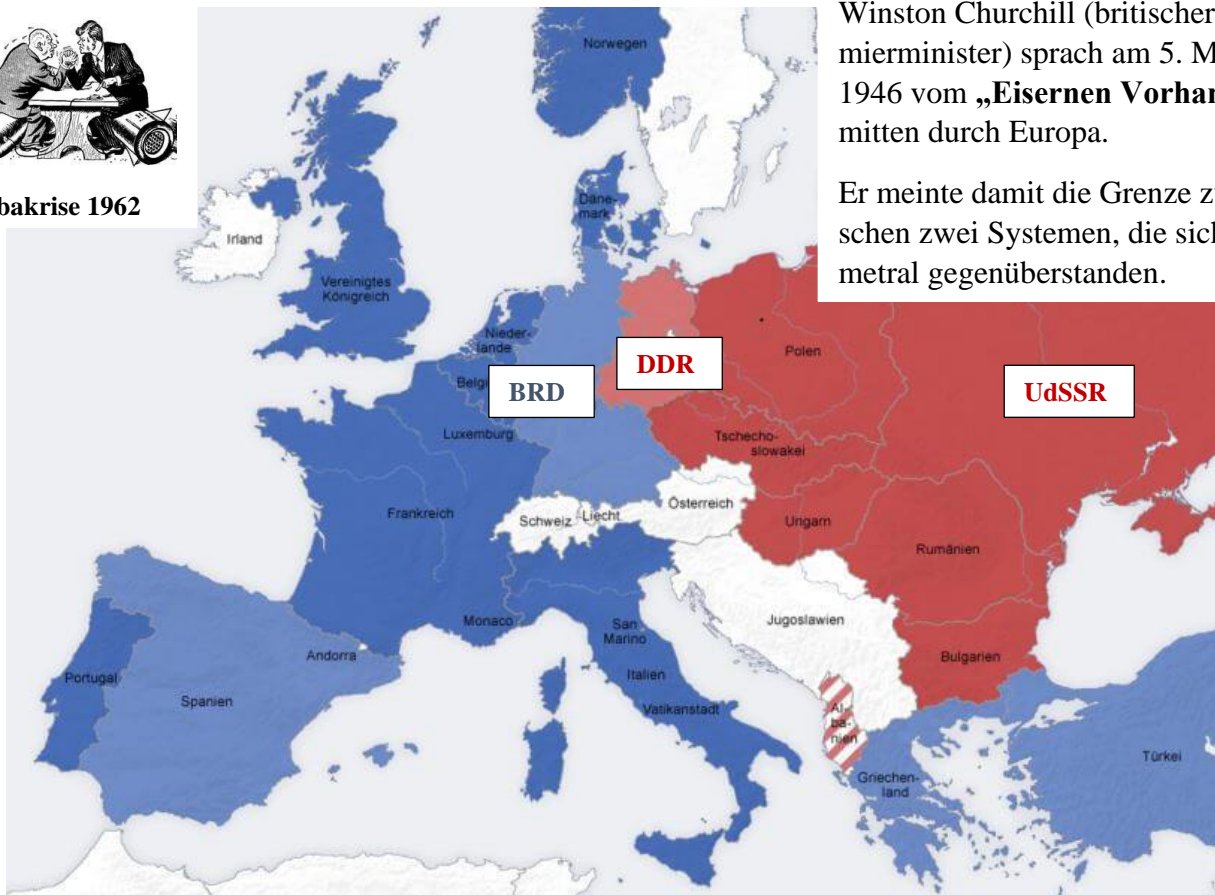 Winston Churchill (britischer
mierminister) sprach am 5. M
1946 vom „Eisernen Vorhan
mitten durch Europa.
Er meinte damit die Grenze z
schen zwei Systemen, die sich
metral gegenüberstanden.
bakrise 1962
Norwegen
Däne-
mark
Irland
Vereinigtes
Königreich
Nieder-
lande
Belgi
Luxemburg
BRD
DDR
Polen
UdSSR
Tschecho-
slowakei
Frankreich
Schweiz
Liecht.
Österreich
Ungarn
Rumänien
Monaco
San
Marino
Jugoslawien
Andorra
Italien
Bulgarien
Portugal
Spanien
Vatikanstadt
Al-
ba-
nien
Griechen-
land
Türkei